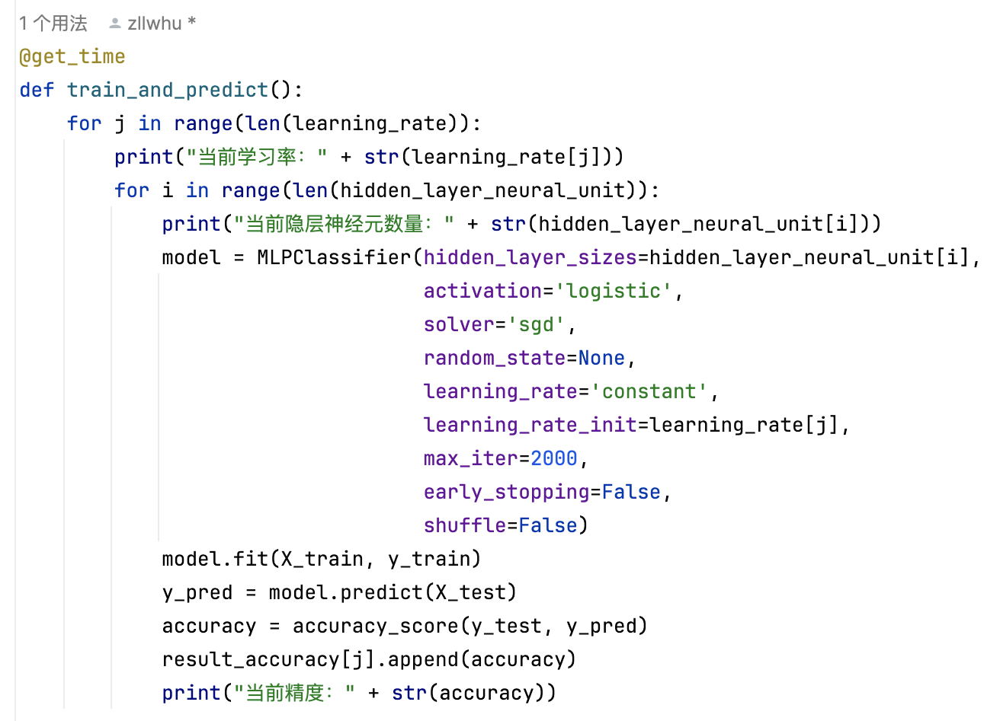 1 个用法 zllwhu *
@get_time
def train_and_predict():
    for j in range(len(learning_rate)):
        print("当前学习率：" + str(learning_rate[j]))
        for i in range(len(hidden_layer_neural_unit)):
            print("当前隐层神经元数量：" + str(hidden_layer_neural_unit[i]))
            model = MLPClassifier(hidden_layer_sizes=hidden_layer_neural_unit[i],
                                  activation='logistic',
                                  solver='sgd',
                                  random_state=None,
                                  learning_rate='constant',
                                  learning_rate_init=learning_rate[j],
                                  max_iter=2000,
                                  early_stopping=False,
                                  shuffle=False)
            model.fit(X_train, y_train)
            y_pred = model.predict(X_test)
            accuracy = accuracy_score(y_test, y_pred)
            result_accuracy[j].append(accuracy)
            print("当前精度：" + str(accuracy))